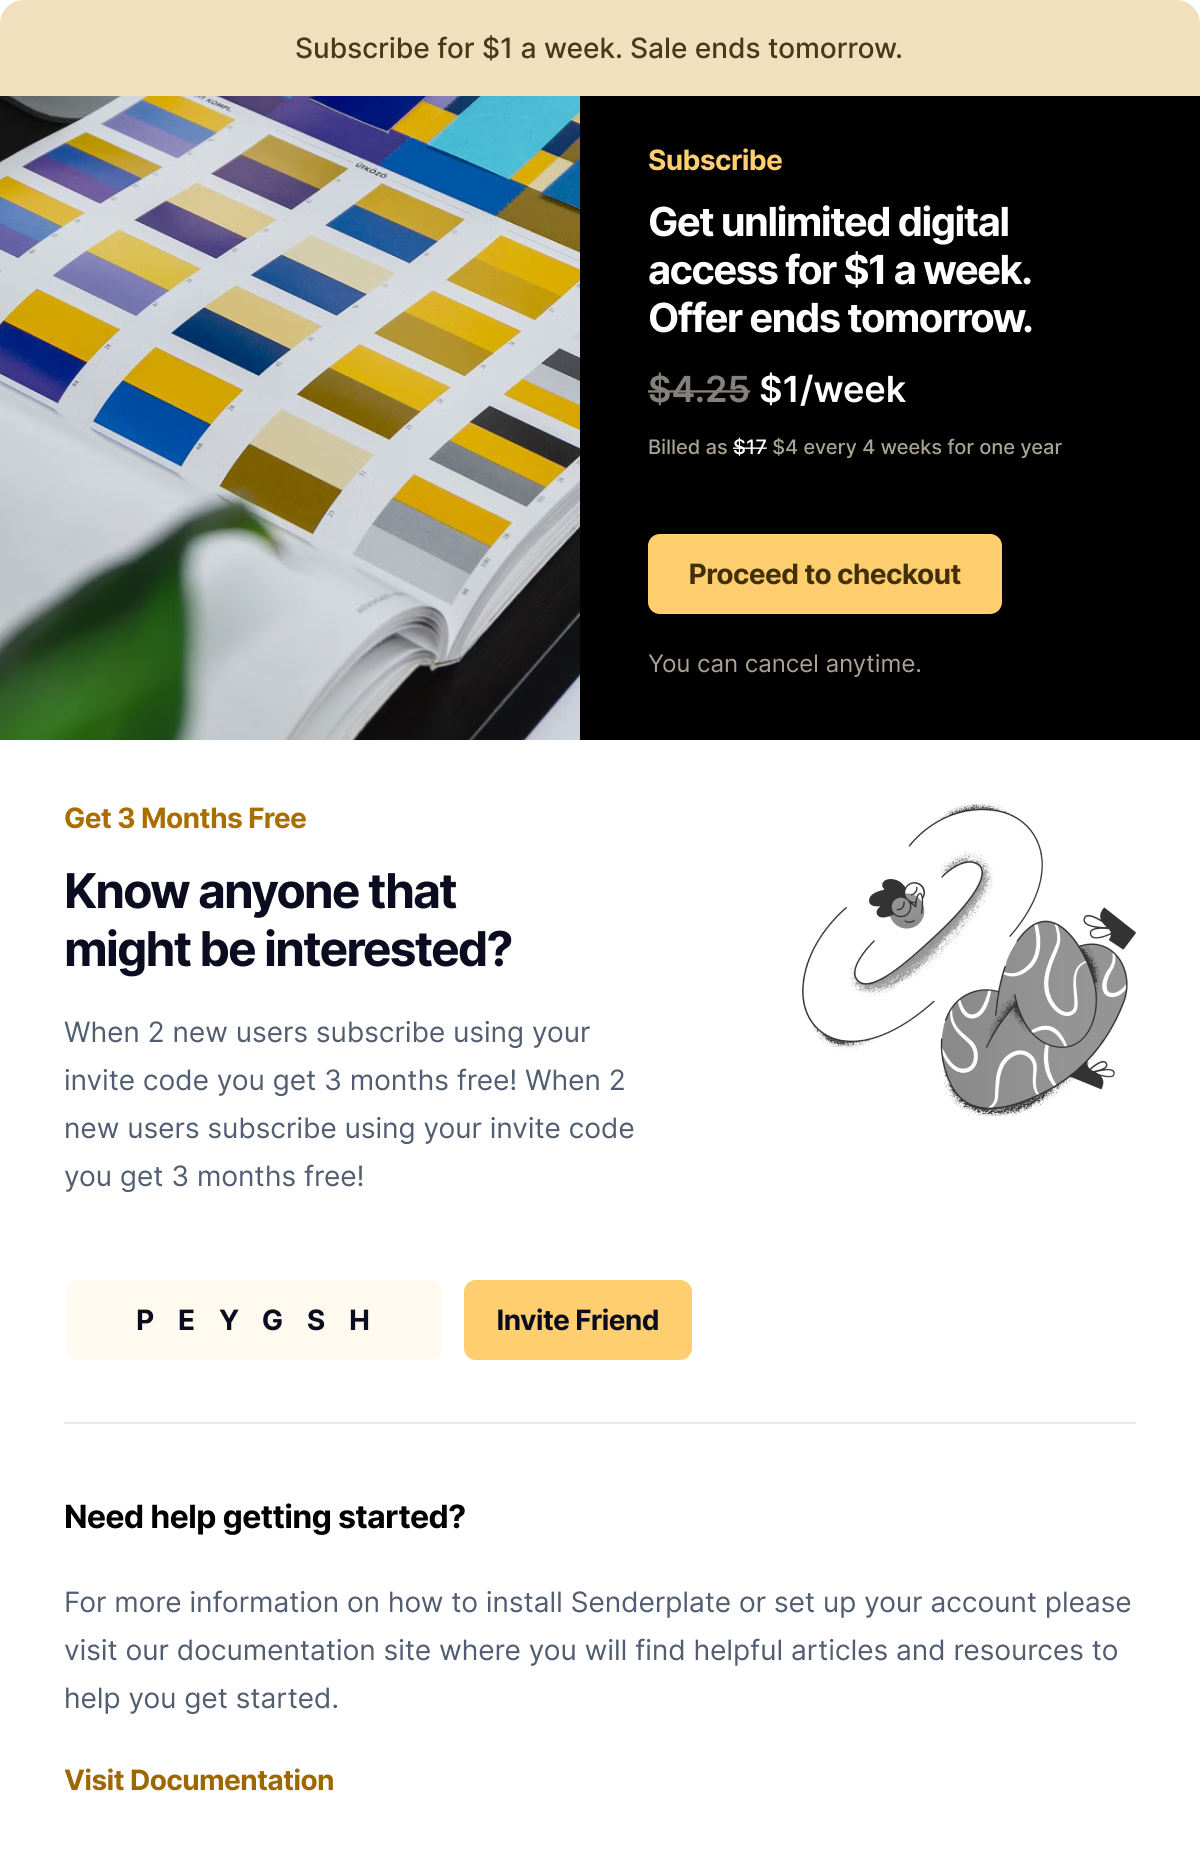 Subscribe for $1 a week. Sale ends tomorrow.
ÜTKÖZŐ
Subscribe
Get unlimited digital
access for $1 a week.
Offer ends tomorrow.
$4.25 $1/week
Billed as $17 $4 every 4 weeks for one year
Proceed to checkout
You can cancel anytime.
Get 3 Months Free
Know anyone that
might be interested?
When 2 new users subscribe using your
invite code you get 3 months free! When 2
new users subscribe using your invite code
you get 3 months free!
P E Y G S H
Invite Friend
Need help getting started?
For more information on how to install Senderplate or set up your account please
visit our documentation site where you will find helpful articles and resources to
help you get started.
Visit Documentation